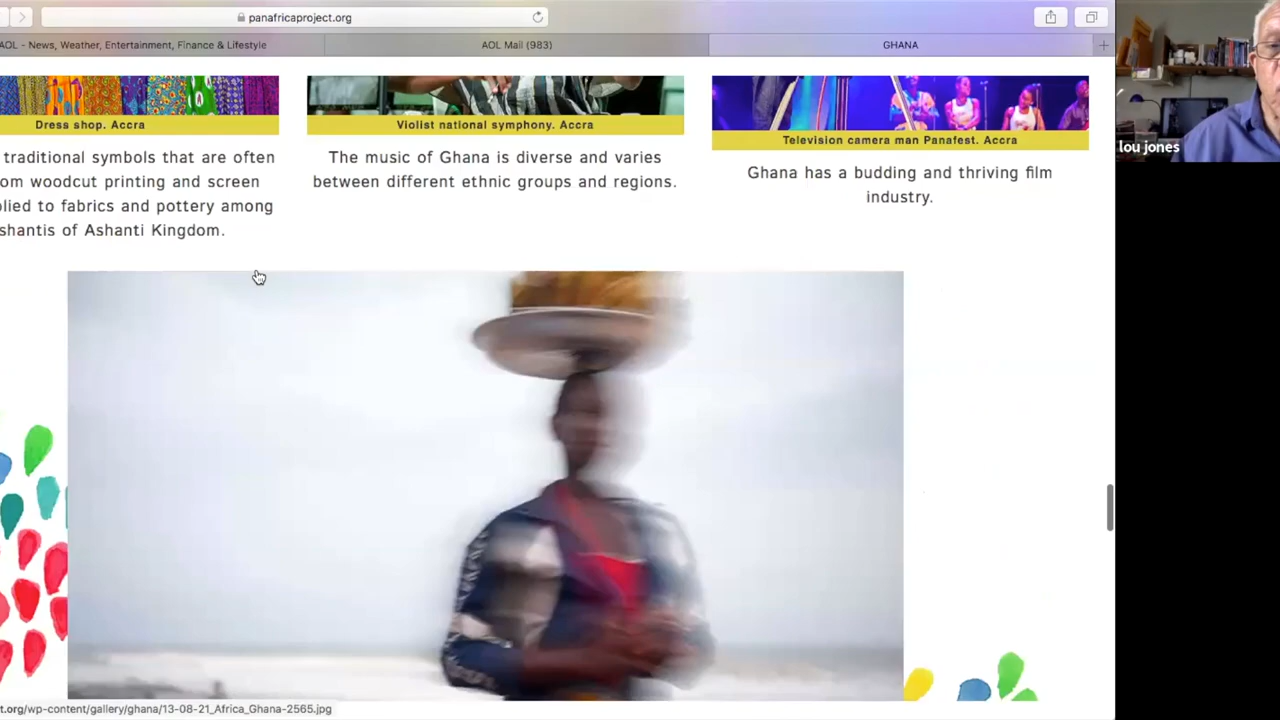 panafricaproject.org
AOL - News, Weather, Entertainment, Finance & Lifestyle
AOL Mail (983)
GHANA
lou jones
Dress shop. Accra
traditional symbols that are often
om woodcut printing and screen
lied to fabrics and pottery among
shantis of Ashanti Kingdom.
Violist national symphony. Accra
The music of Ghana is diverse and varies
between different ethnic groups and regions.
Television camera man Panafest. Accra
Ghana has a budding and thriving film
industry.
t.org/wp-content/gallery/ghana/13-08-21_Africa_Ghana-2565.jpg